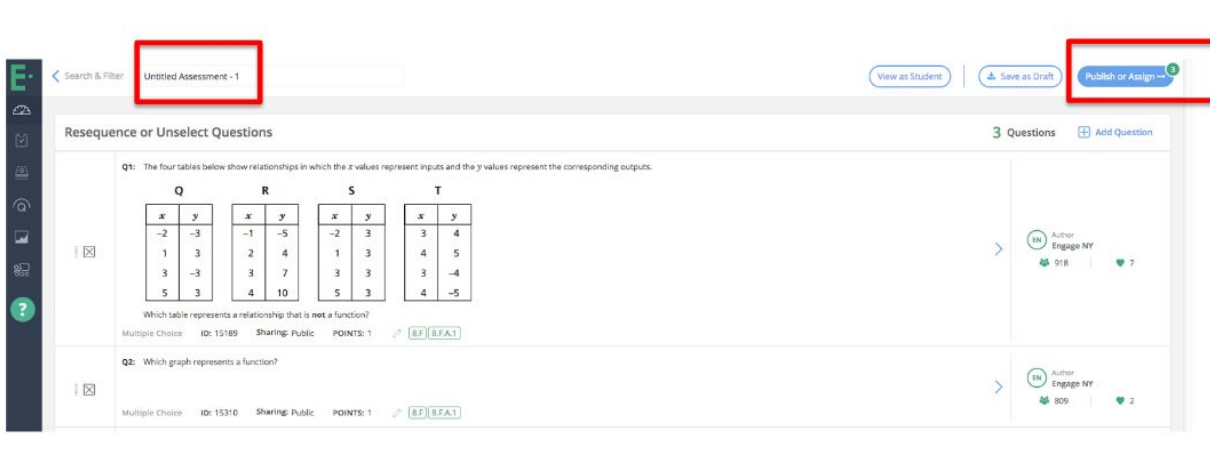 E
Search & Filter
Untitled Assessment - 1
View as Student
Save as Draft
Publish or Assign
3
Resequence or Unselect Questions
3 Questions
Add Question
Q1: The four tables below show relationships in which the x values represent inputs and the y values represent the corresponding outputs.
Q R S T
x y x y x y x y
−2 −3 −1 −5 −2 3 3 4
1 3 2 4 1 3 4 5
3 −3 3 7 3 3 3 −4
5 3 4 10 5 3 4 −5
Which table represents a relationship that is not a function?
Multiple Choice ID: 15189 Sharing: Public POINTS: 1 8.F 8.F.A.1
EN
Author
Engage NY
918 7
Q2: Which graph represents a function?
Multiple Choice ID: 15310 Sharing: Public POINTS: 1 8.F 8.F.A.1
EN
Author
Engage NY
809 2
?